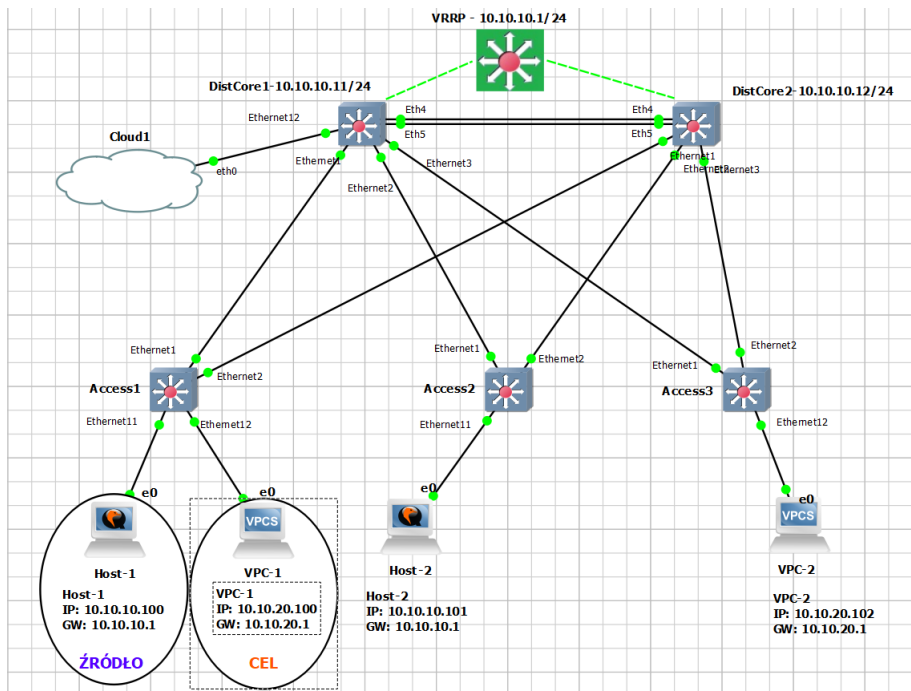 VRRP - 10.10.10.1/24
DistCore1-10.10.10.11/24
DistCore2-10.10.10.12/24
Cloud1
Ethernet12
eth0
Ethernet1
Ethernet2
Ethernet3
Eth4
Eth5
Eth4
Eth5
Ethernet1
Ethernet2
Ethernet3
Ethernet1
Ethernet2
Access1
Ethernet11
Ethernet12
Ethernet1
Ethernet2
Access2
Ethernet11
Ethernet1
Ethernet2
Access3
Ethernet12
e0
e0
e0
e0
VPCS
VPCS
Host-1
VPC-1
Host-2
VPC-2
Host-1
IP: 10.10.10.100
GW: 10.10.10.1
ŹRÓDŁO
VPC-1
IP: 10.10.20.100
GW: 10.10.20.1
CEL
Host-2
IP: 10.10.10.101
GW: 10.10.10.1
VPC-2
IP: 10.10.20.102
GW: 10.10.20.1